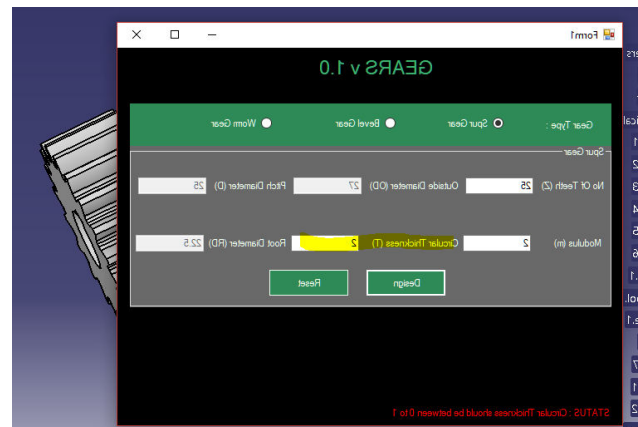 Form1
GEARS v 1.0
Gear Type : Spur Gear Bevel Gear Worm Gear
Spur Gear
No Of Teeth (Z) 25 Outside Diameter (OD) 27 Pitch Diameter (D) 25
Modulus (m) 2 Circular Thickness (T) 2 Root Diameter (RD) 22.5
Design Reset
STATUS : Circular Thickness should be between 0 to 1